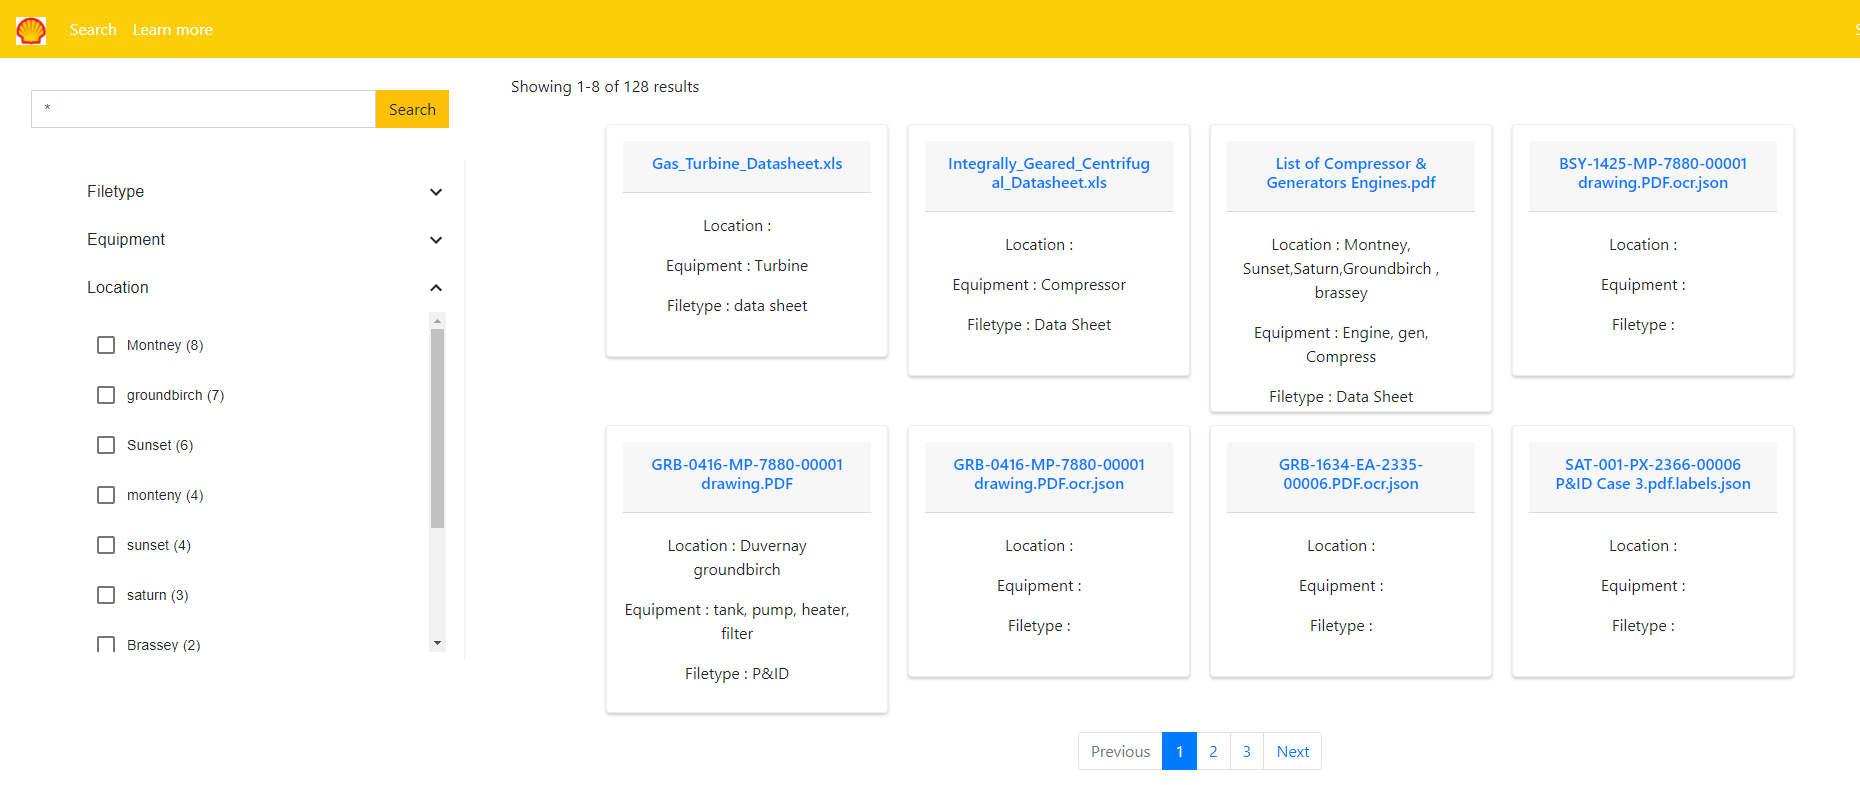 Search Learn more
S
*
Search
Filetype
Equipment
Location
Montney (8)
groundbirch (7)
Sunset (6)
monteny (4)
sunset (4)
saturn (3)
Brassey (2)
Showing 1-8 of 128 results
Gas_Turbine_Datasheet.xls
Location :
Equipment : Turbine
Filetype : data sheet
Integrally_Geared_Centrifug
al_Datasheet.xls
Location :
Equipment : Compressor
Filetype : Data Sheet
List of Compressor &
Generators Engines.pdf
Location : Montney,
Sunset,Saturn,Groundbirch ,
brassey
Equipment : Engine, gen,
Compress
Filetype : Data Sheet
BSY-1425-MP-7880-00001
drawing.PDF.ocr.json
Location :
Equipment :
Filetype :
GRB-0416-MP-7880-00001
drawing.PDF
Location : Duvernay
groundbirch
Equipment : tank, pump, heater,
filter
Filetype : P&ID
GRB-0416-MP-7880-00001
drawing.PDF.ocr.json
Location :
Equipment :
Filetype :
GRB-1634-EA-2335-
00006.PDF.ocr.json
Location :
Equipment :
Filetype :
SAT-001-PX-2366-00006
P&ID Case 3.pdf.labels.json
Location :
Equipment :
Filetype :
Previous 1 2 3 Next